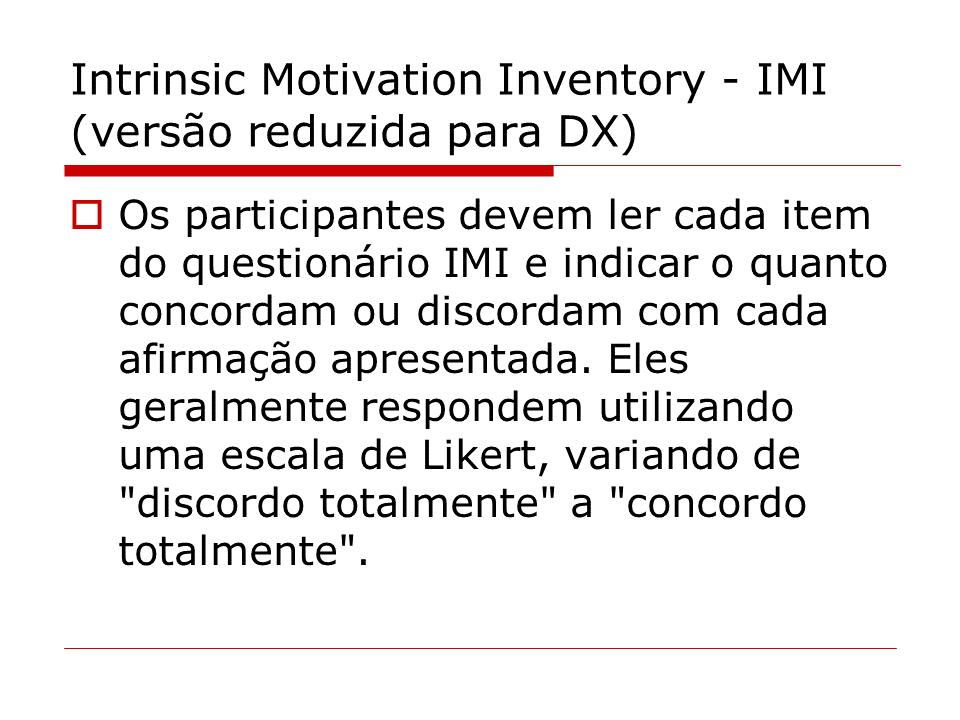 Intrinsic Motivation Inventory - IMI
(versão reduzida para DX)
Os participantes devem ler cada item
do questionário IMI e indicar o quanto
concordam ou discordam com cada
afirmação apresentada. Eles
geralmente respondem utilizando
uma escala de Likert, variando de
"discordo totalmente" a "concordo
totalmente".